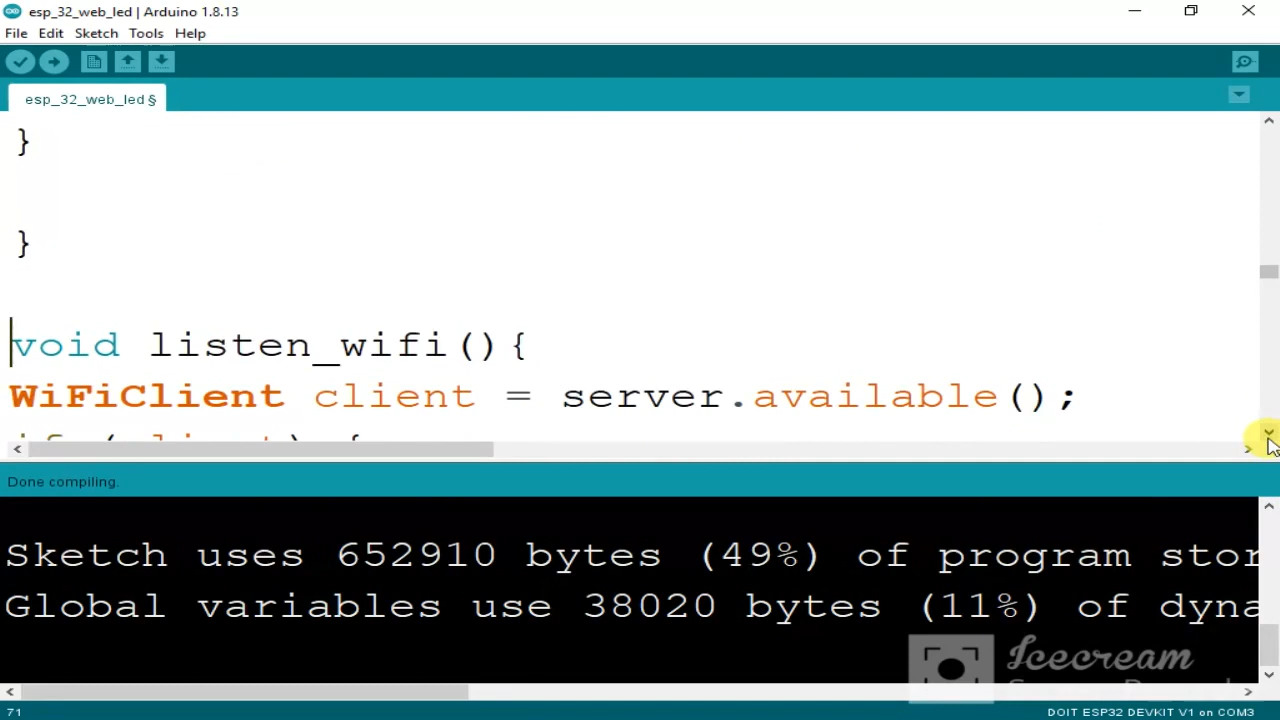 esp_32_web_led | Arduino 1.8.13
File Edit Sketch Tools Help
esp_32_web_led §
}
}
void listen_wifi(){
WiFiClient client = server.available();
if (client) {
Done compiling.
Sketch uses 652910 bytes (49%) of program stor
Global variables use 38020 bytes (11%) of dyna
Icecream
71
DOIT ESP32 DEVKIT V1 on COM3